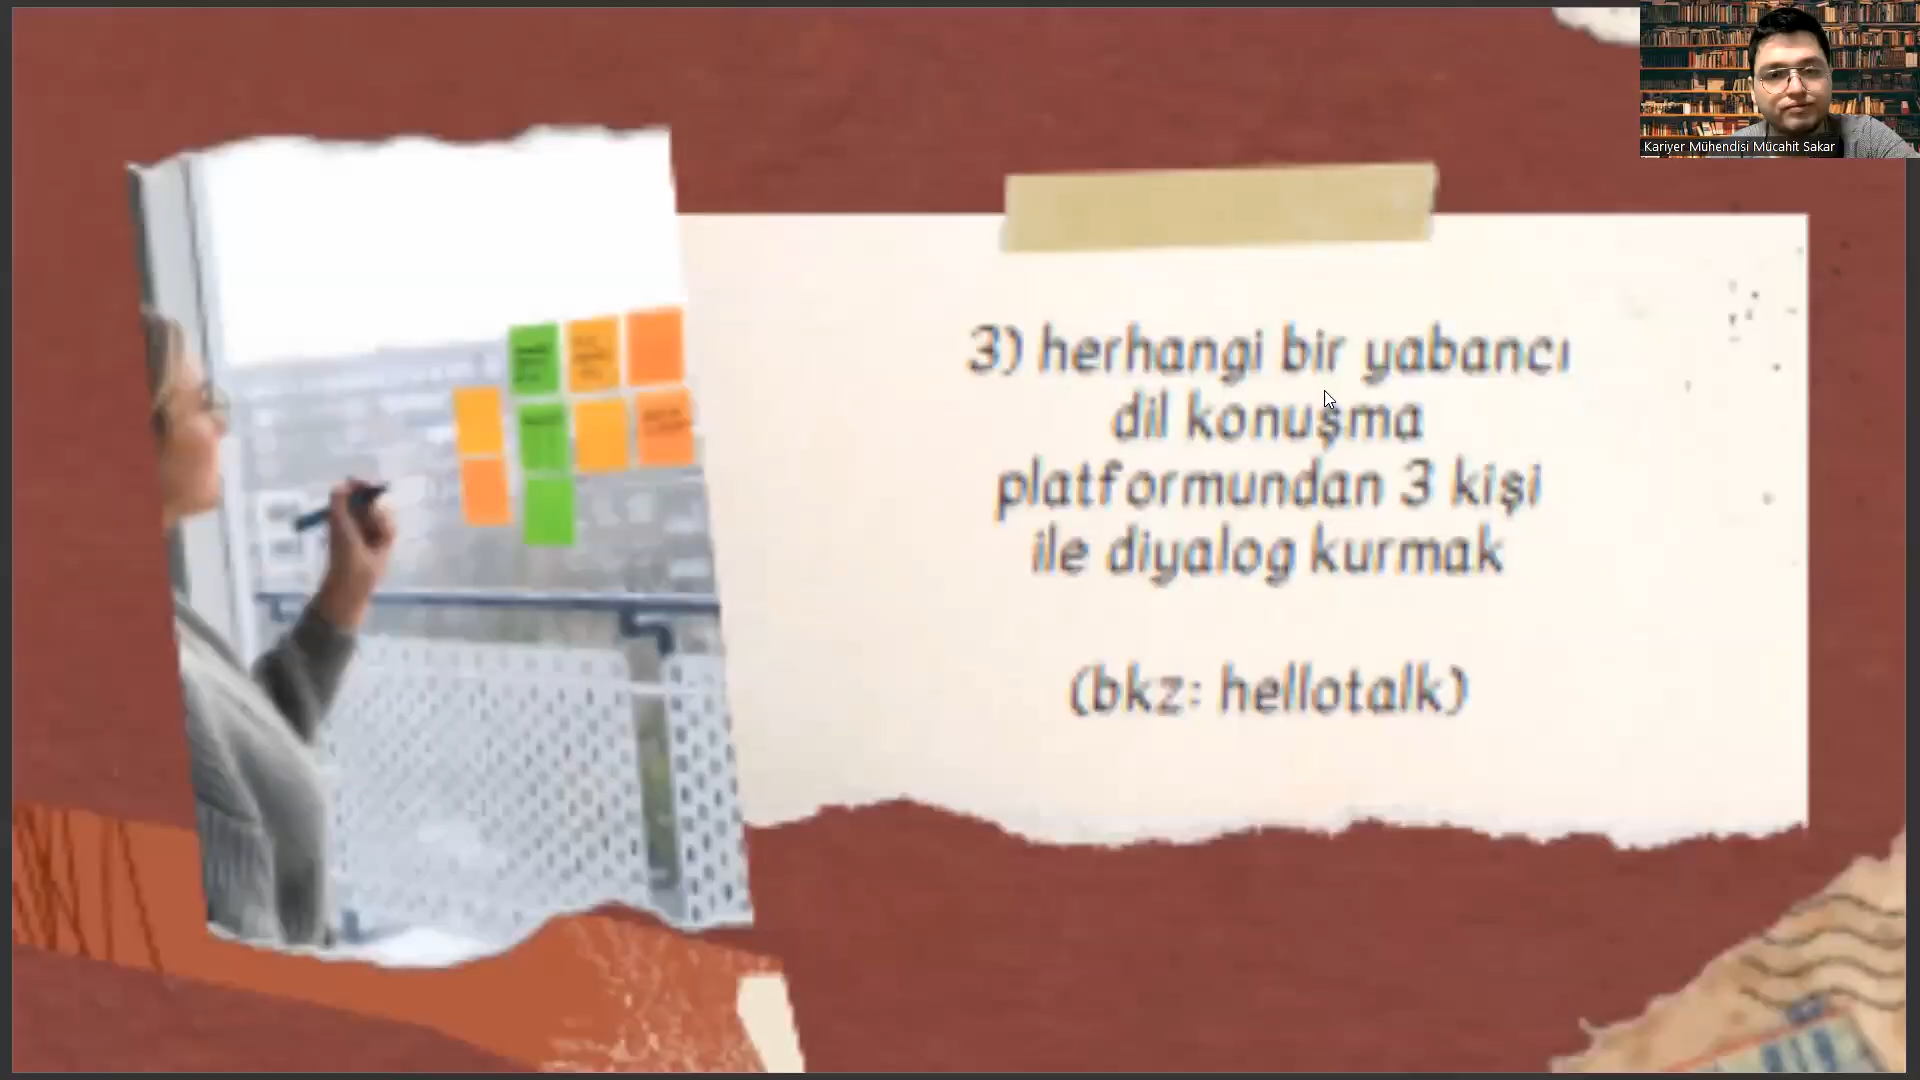 Kariyer Mühendisi Mücahit Sakar
3) herhangi bir yabancı
dil konuşma
platformundan 3 kişi
ile diyalog kurmak
(bkz: hellotalk)